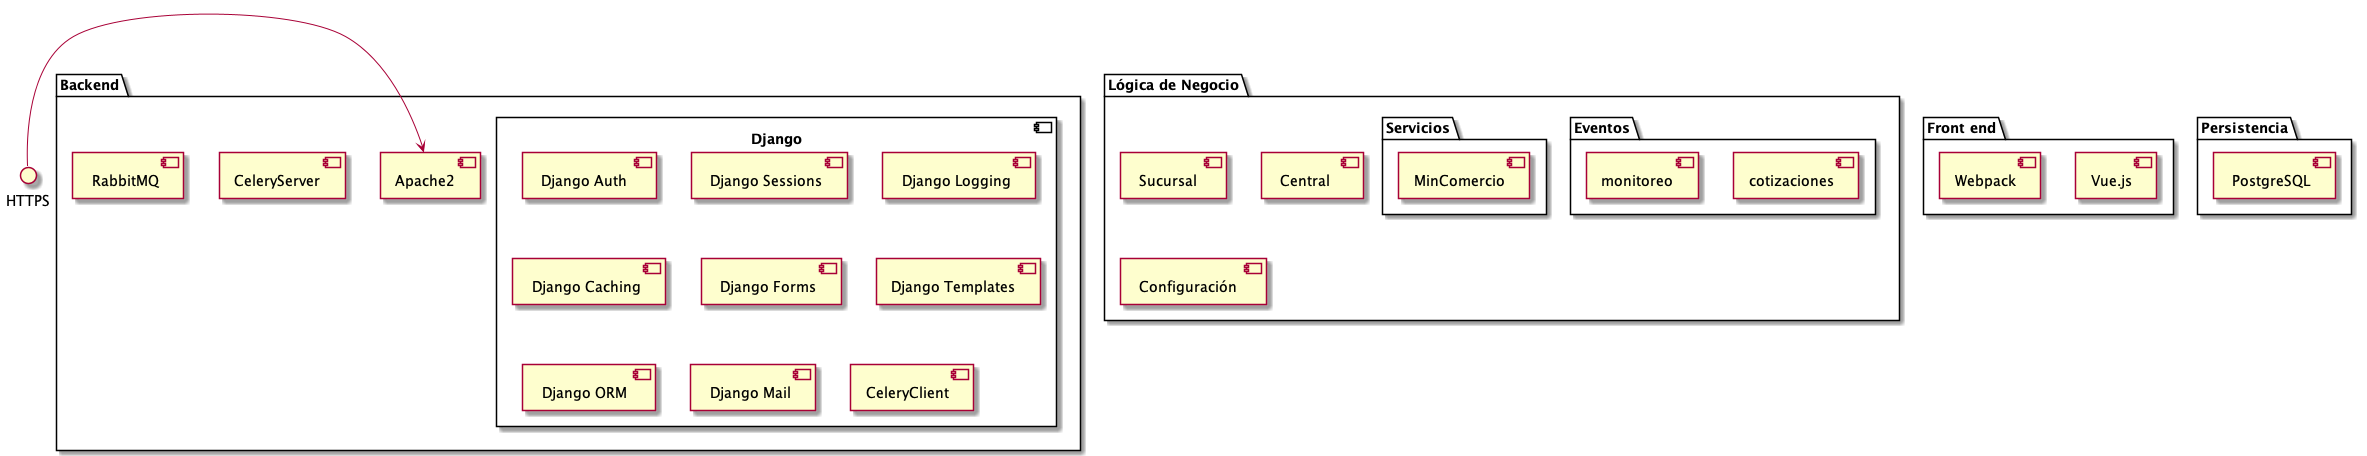 HTTPS
Backend
RabbitMQ
CeleryServer
Apache2
Django
Django Auth
Django Sessions
Django Logging
Django Caching
Django Forms
Django Templates
Django ORM
Django Mail
CeleryClient
Lógica de Negocio
Sucursal
Central
Servicios
MinComercio
Eventos
monitoreo
cotizaciones
Configuración
Front end
Webpack
Vue.js
Persistencia
PostgreSQL